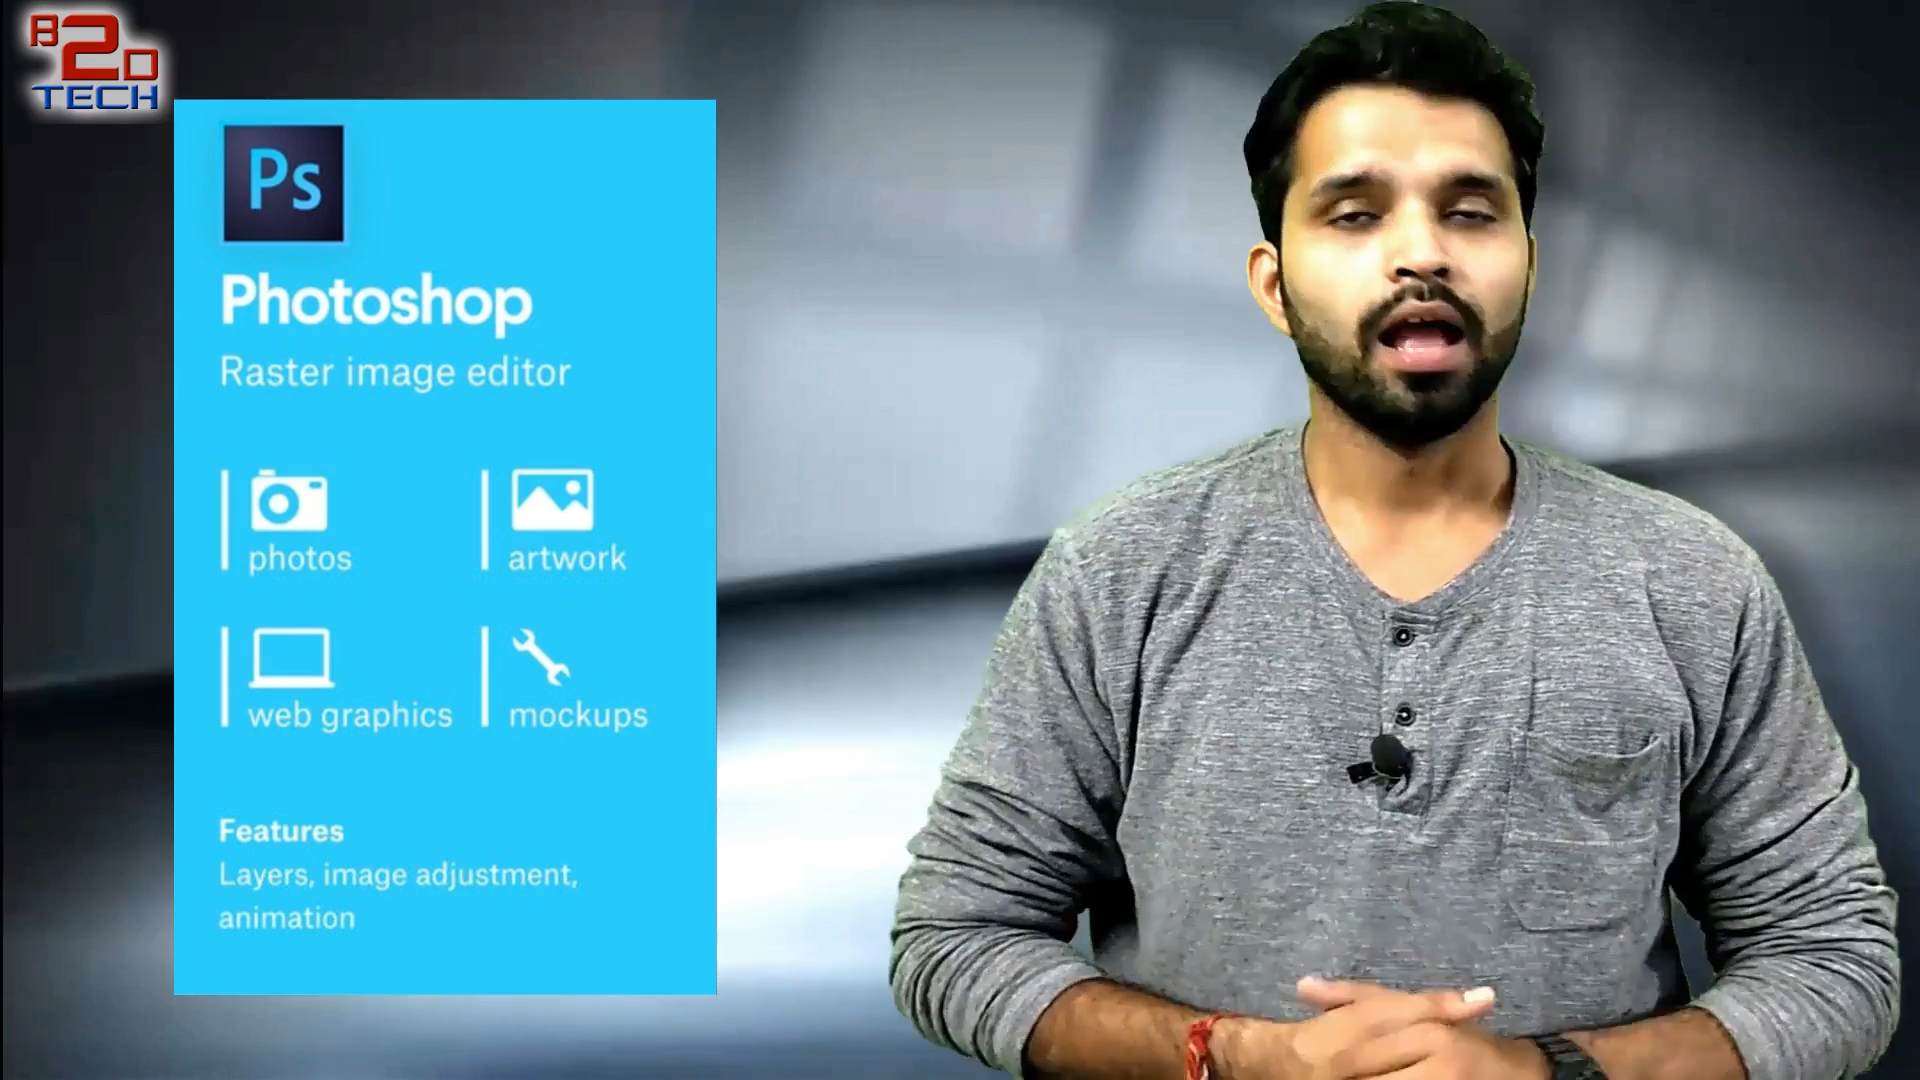 B2D
TECH
Ps
Photoshop
Raster image editor
photos
artwork
web graphics
mockups
Features
Layers, image adjustment,
animation